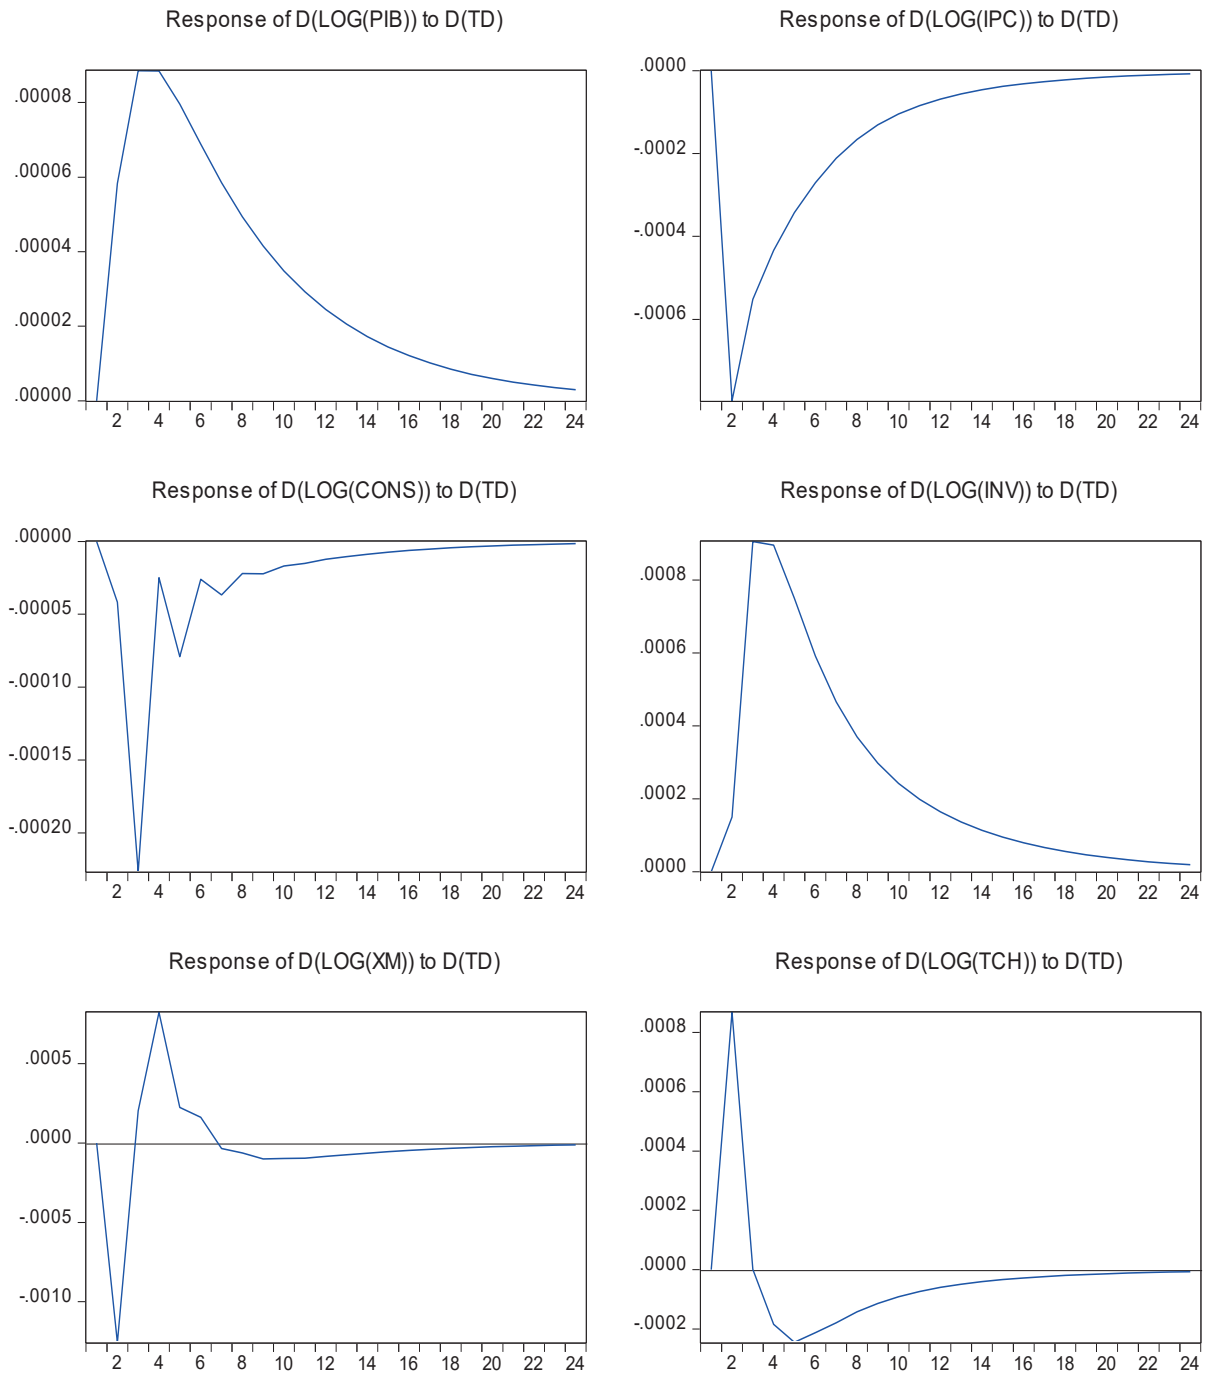 Response of D(LOG(PIB)) to D(TD)
.00008
.00006
.00004
.00002
.00000
2 4 6 8 10 12 14 16 18 20 22 24
Response of D(LOG(IPC)) to D(TD)
.0000
-.0002
-.0004
-.0006
2 4 6 8 10 12 14 16 18 20 22 24
Response of D(LOG(CONS)) to D(TD)
.00000
-.00005
-.00010
-.00015
-.00020
2 4 6 8 10 12 14 16 18 20 22 24
Response of D(LOG(INV)) to D(TD)
.0008
.0006
.0004
.0002
.0000
2 4 6 8 10 12 14 16 18 20 22 24
Response of D(LOG(XM)) to D(TD)
.0005
.0000
-.0005
-.0010
2 4 6 8 10 12 14 16 18 20 22 24
Response of D(LOG(TCH)) to D(TD)
.0008
.0006
.0004
.0002
.0000
-.0002
2 4 6 8 10 12 14 16 18 20 22 24